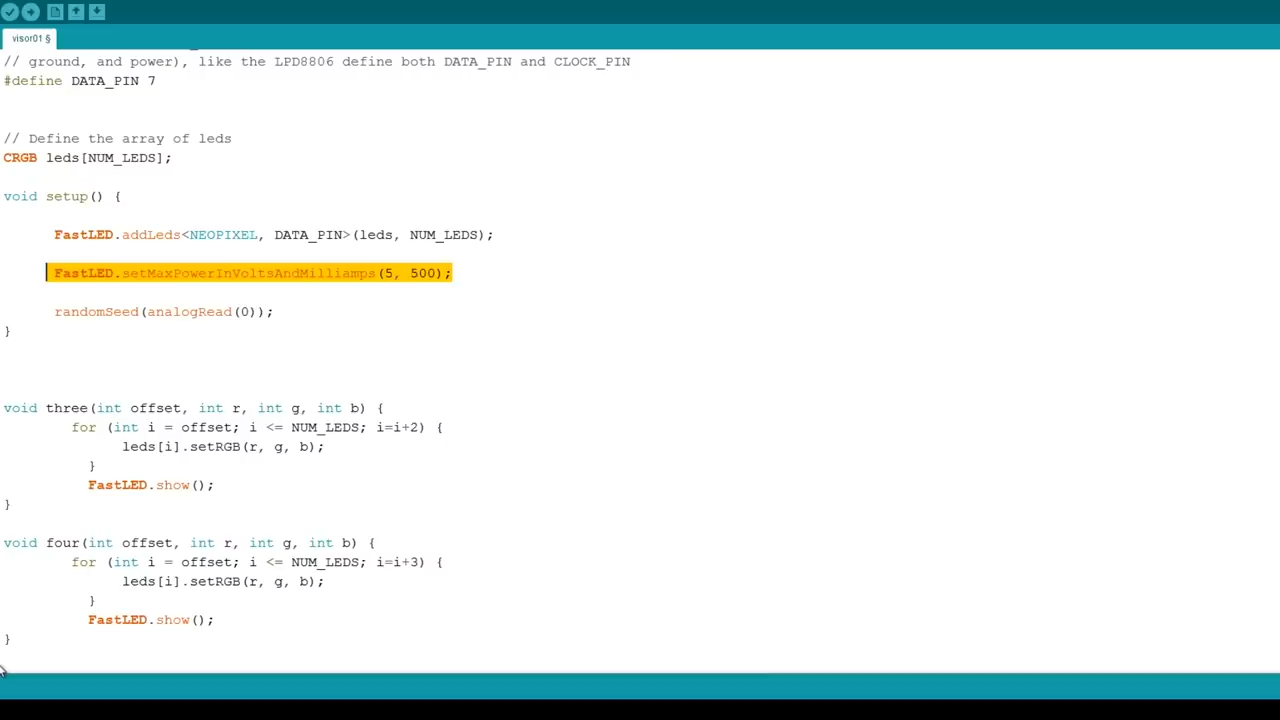 visor01 §
// ground, and power), like the LPD8806 define both DATA_PIN and CLOCK_PIN
#define DATA_PIN 7
// Define the array of leds
CRGB leds[NUM_LEDS];
void setup() {
FastLED.addLeds<NEOPIXEL, DATA_PIN>(leds, NUM_LEDS);
FastLED.setMaxPowerInVoltsAndMilliamps(5, 500);
randomSeed(analogRead(0));
}
void three(int offset, int r, int g, int b) {
for (int i = offset; i <= NUM_LEDS; i=i+2) {
leds[i].setRGB(r, g, b);
}
FastLED.show();
}
void four(int offset, int r, int g, int b) {
for (int i = offset; i <= NUM_LEDS; i=i+3) {
leds[i].setRGB(r, g, b);
}
FastLED.show();
}